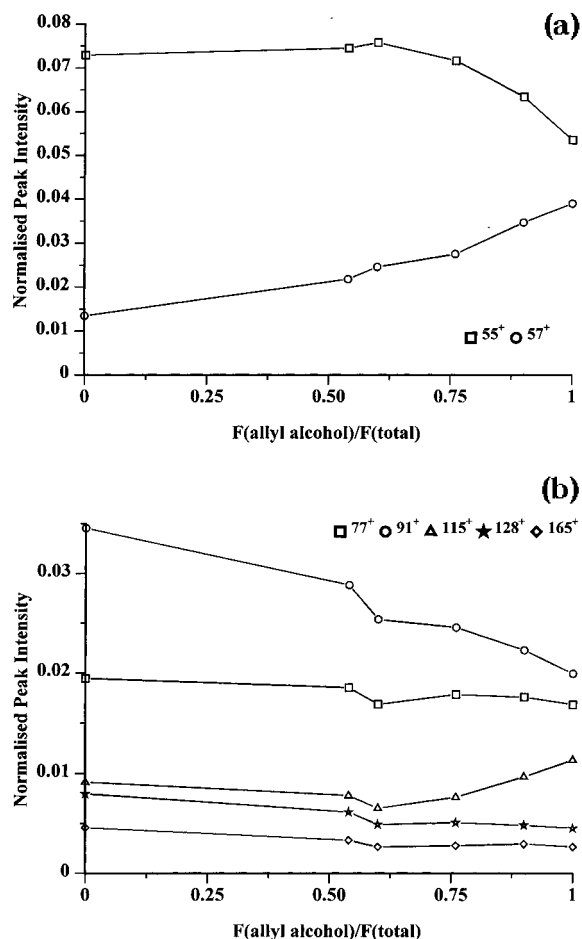 (a)
0.08
0.07
0.06
0.05
0.04
0.03
0.02
0.01
0
Normalised Peak Intensity
55+ 57+
0 0.25 0.50 0.75 1
F(allyl alcohol)/F(total)
(b)
77+ 91+ 115+ 128+ 165+
0.03
0.02
0.01
0
Normalised Peak Intensity
0 0.25 0.50 0.75 1
F(allyl alcohol)/F(total)